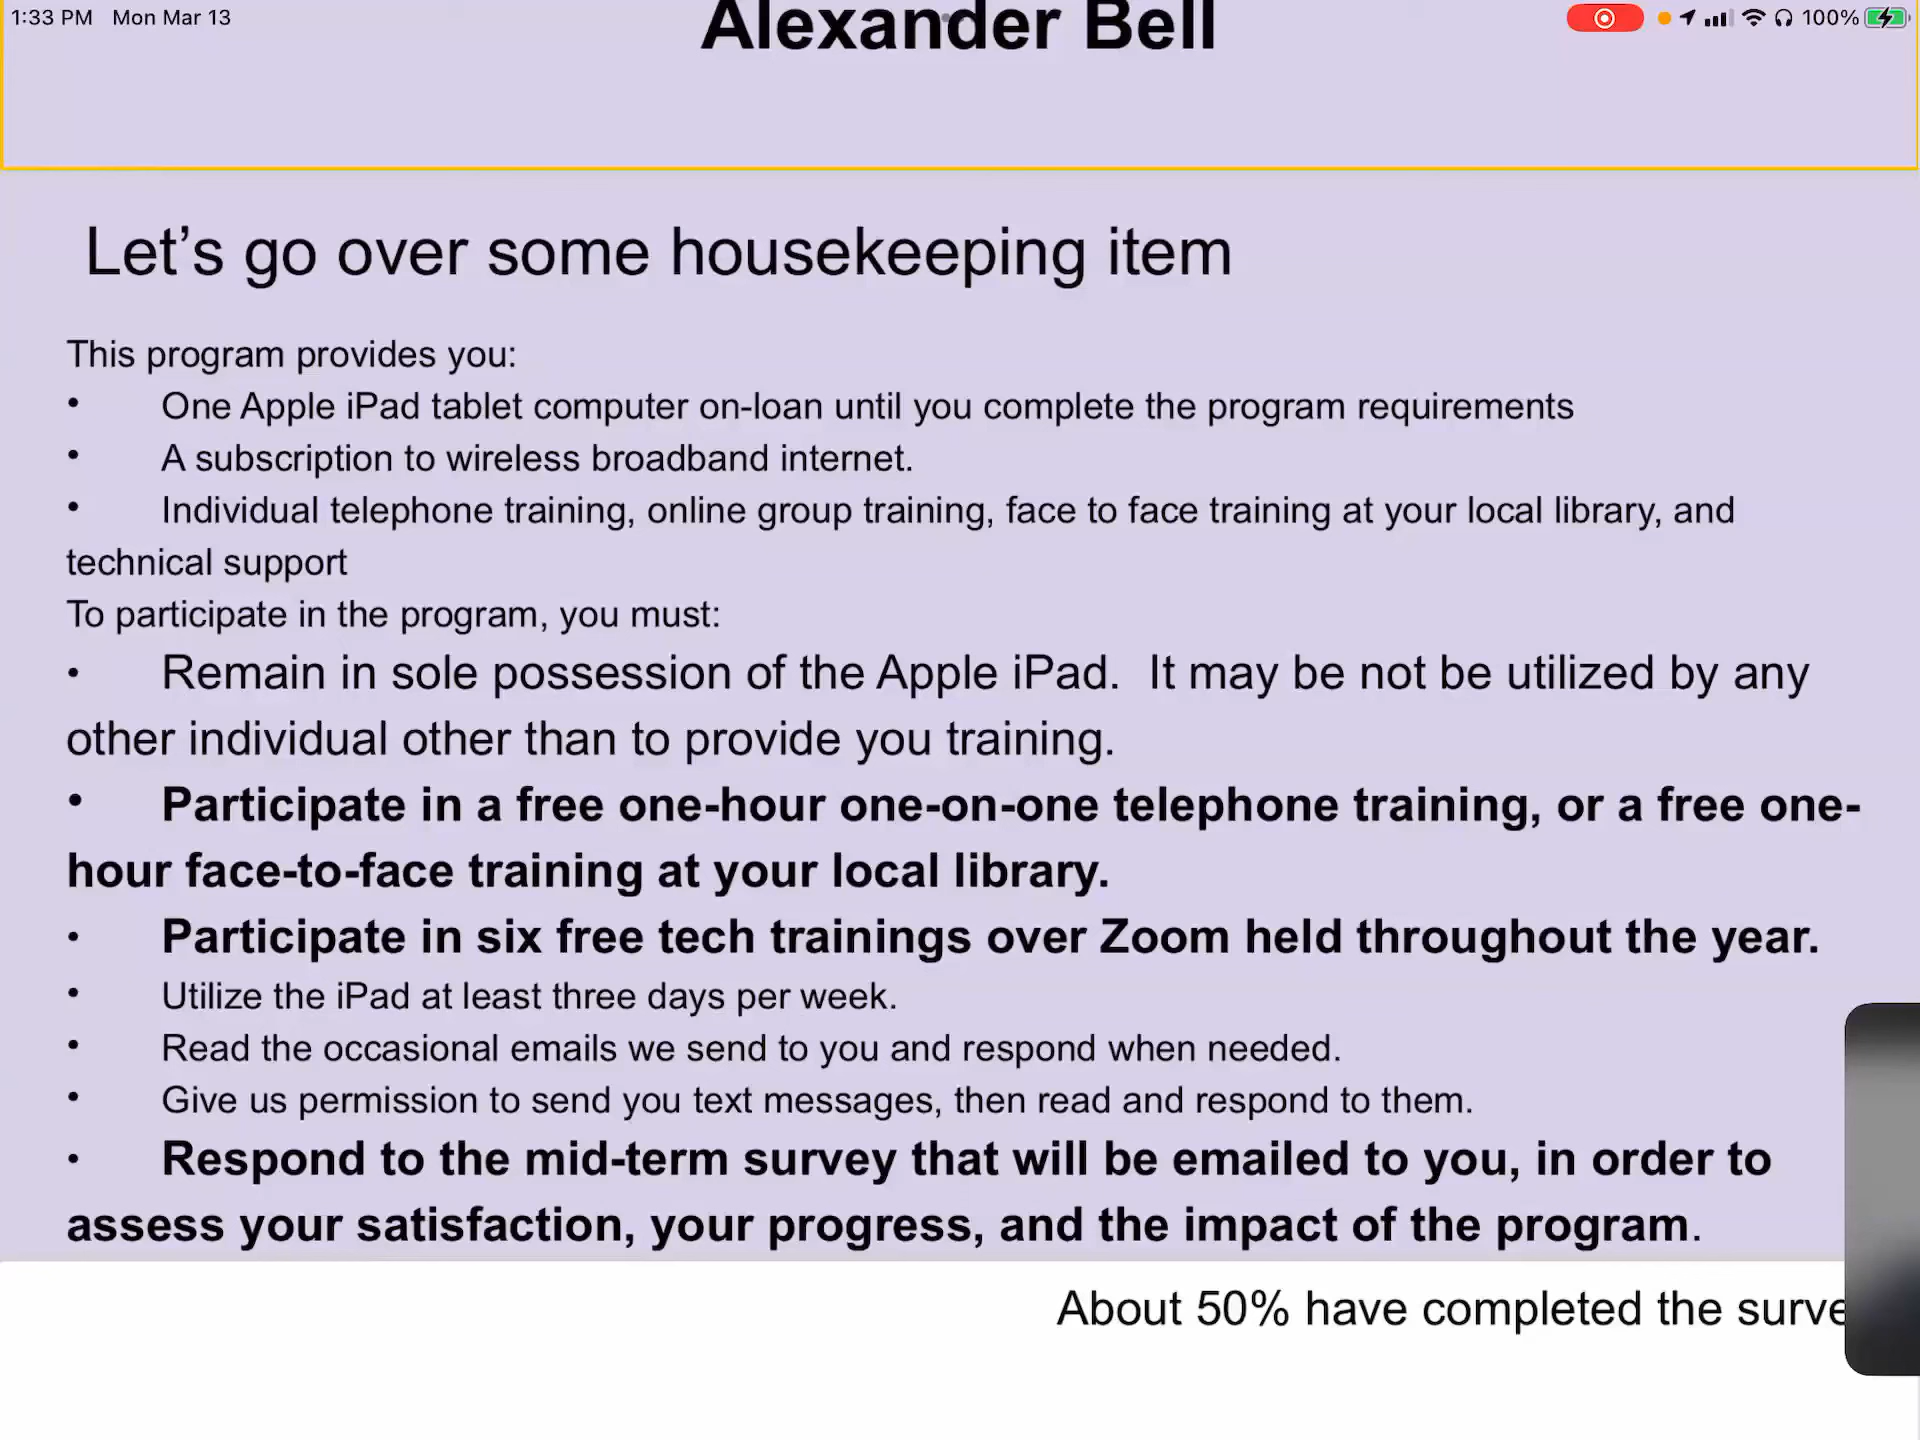 1:33 PM Mon Mar 13
Alexander Bell
100%
Let’s go over some housekeeping item
This program provides you:
• One Apple iPad tablet computer on-loan until you complete the program requirements
• A subscription to wireless broadband internet.
• Individual telephone training, online group training, face to face training at your local library, and
technical support
To participate in the program, you must:
• Remain in sole possession of the Apple iPad.  It may be not be utilized by any
other individual other than to provide you training.
• Participate in a free one-hour one-on-one telephone training, or a free one-
hour face-to-face training at your local library.
• Participate in six free tech trainings over Zoom held throughout the year.
• Utilize the iPad at least three days per week.
• Read the occasional emails we send to you and respond when needed.
• Give us permission to send you text messages, then read and respond to them.
• Respond to the mid-term survey that will be emailed to you, in order to
assess your satisfaction, your progress, and the impact of the program.
About 50% have completed the surve